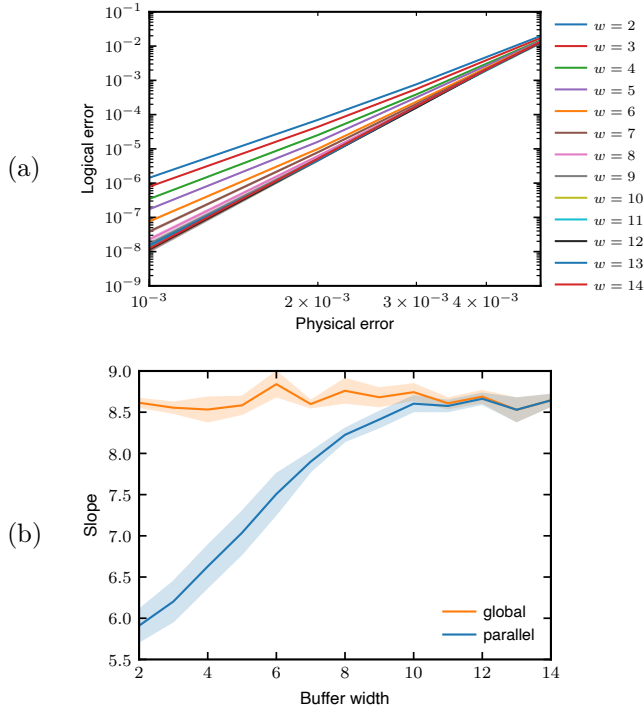 (a)
Logical error
10⁻¹
10⁻²
10⁻³
10⁻⁴
10⁻⁵
10⁻⁶
10⁻⁷
10⁻⁸
10⁻⁹
10⁻³
2 × 10⁻³
3 × 10⁻³
4 × 10⁻³
Physical error
w = 2
w = 3
w = 4
w = 5
w = 6
w = 7
w = 8
w = 9
w = 10
w = 11
w = 12
w = 13
w = 14
(b)
Slope
9.0
8.5
8.0
7.5
7.0
6.5
6.0
5.5
2 4 6 8 10 12 14
Buffer width
global
parallel